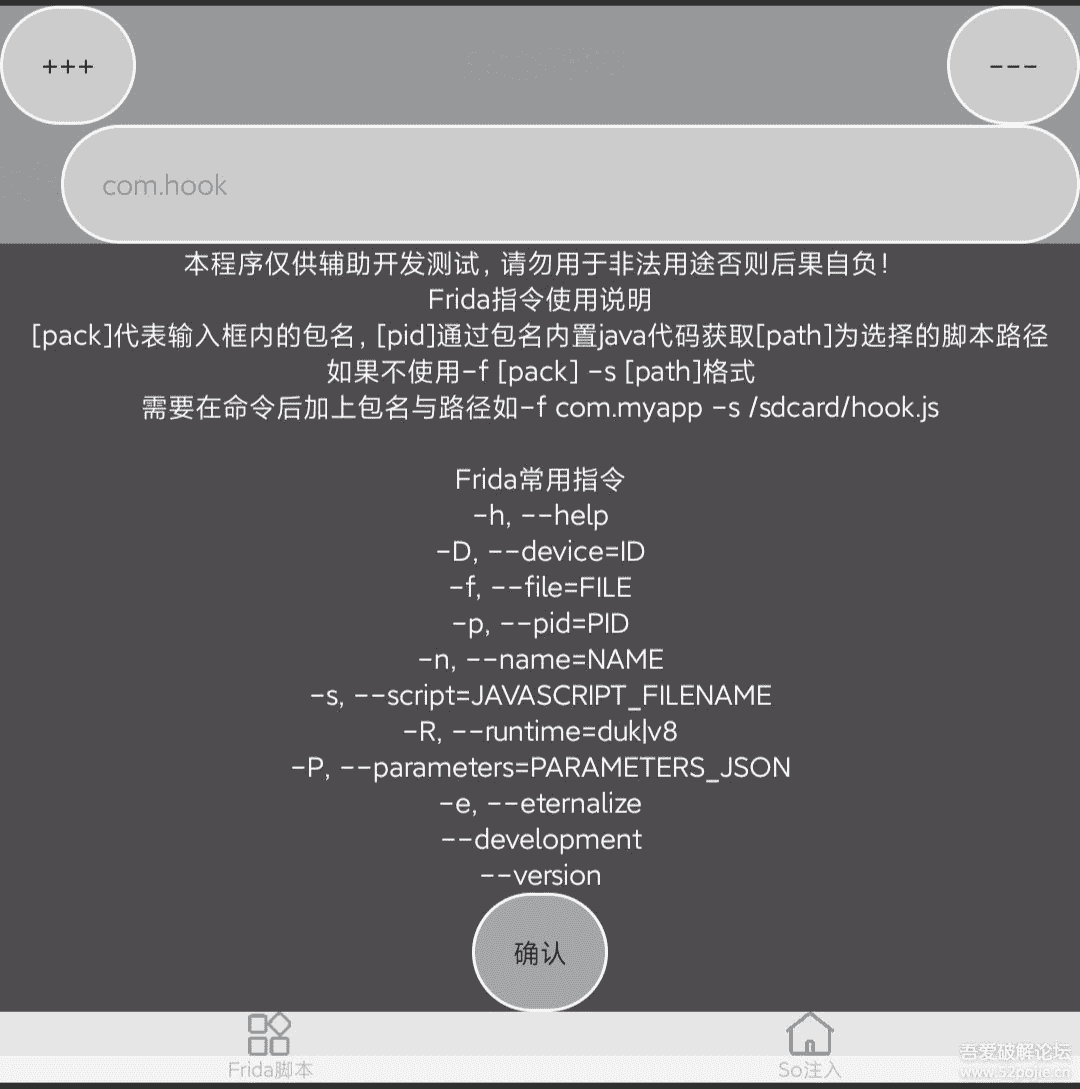 +++
---
com.hook
本程序仅供辅助开发测试，请勿用于非法用途否则后果自负！
Frida指令使用说明
[pack]代表输入框内的包名，[pid]通过包名内置java代码获取[path]为选择的脚本路径
如果不使用-f [pack] -s [path]格式
需要在命令后加上包名与路径如-f com.myapp -s /sdcard/hook.js
Frida常用指令
-h, --help
-D, --device=ID
-f, --file=FILE
-p, --pid=PID
-n, --name=NAME
-s, --script=JAVASCRIPT_FILENAME
-R, --runtime=duk|v8
-P, --parameters=PARAMETERS_JSON
-e, --eternalize
--development
--version
确认
Frida脚本
So注入
吾爱破解论坛
www.52pojie.cn